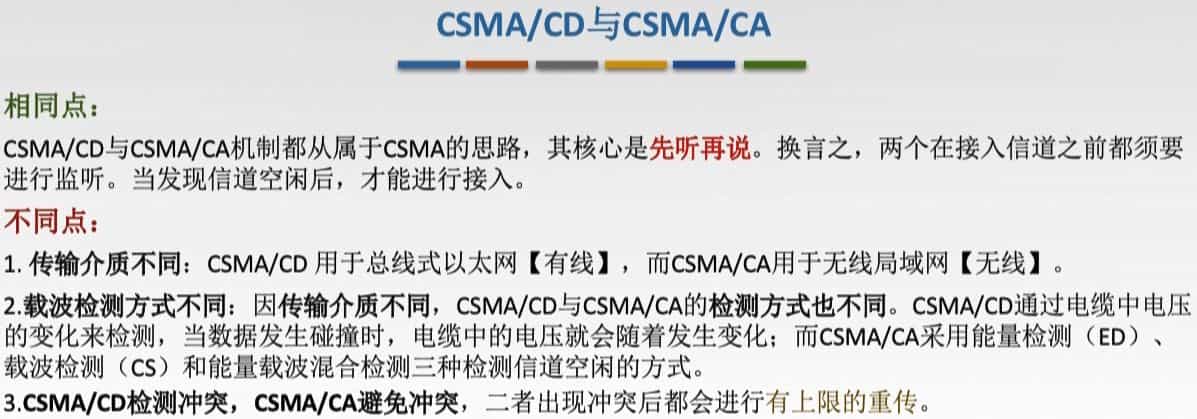 CSMA/CD与CSMA/CA
相同点：
CSMA/CD与CSMA/CA机制都从属于CSMA的思路，其核心是先听再说。换言之，两个在接入信道之前都须要
进行监听。当发现信道空闲后，才能进行接入。
不同点：
1. 传输介质不同：CSMA/CD 用于总线式以太网【有线】，而CSMA/CA用于无线局域网【无线】。
2.载波检测方式不同：因传输介质不同，CSMA/CD与CSMA/CA的检测方式也不同。CSMA/CD通过电缆中电压
的变化来检测，当数据发生碰撞时，电缆中的电压就会随着发生变化；而CSMA/CA采用能量检测（ED）、
载波检测（CS）和能量载波混合检测三种检测信道空闲的方式。
3.CSMA/CD检测冲突，CSMA/CA避免冲突，二者出现冲突后都会进行有上限的重传。